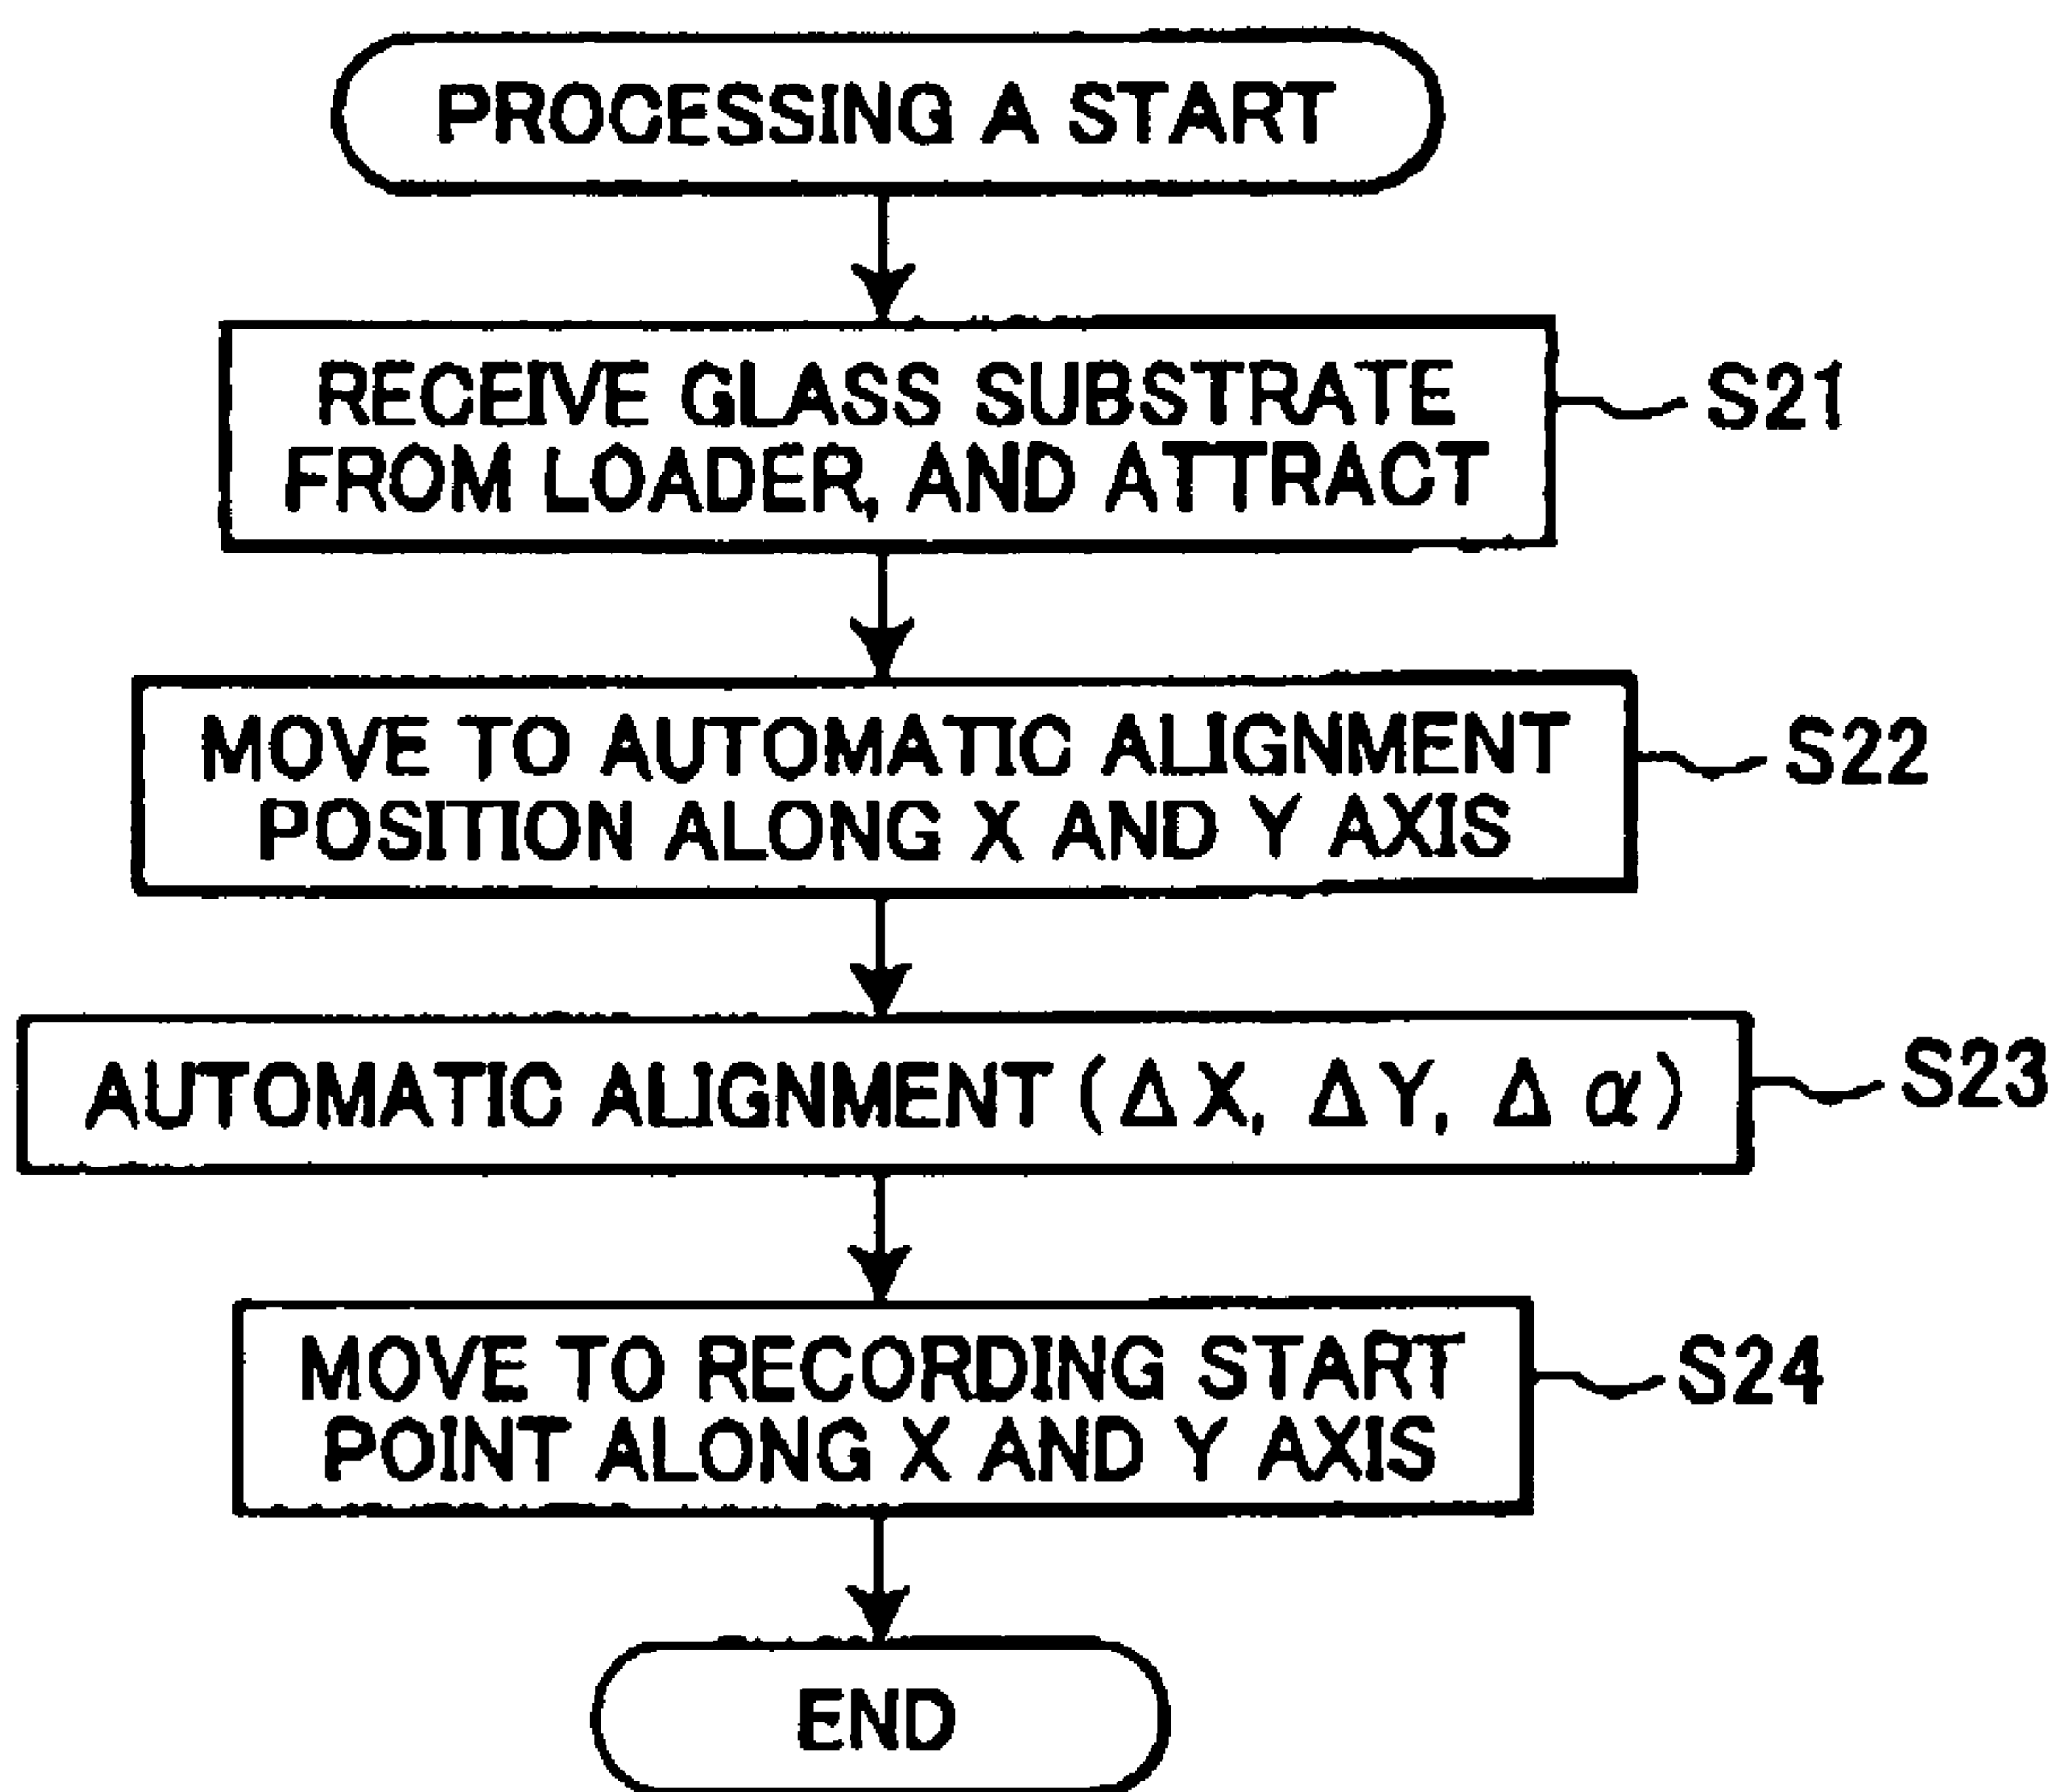 PROCESSING A START
RECEIVE GLASS SUBSTRATE
FROM LOADER, AND ATTRACT
S21
MOVE TO AUTOMATIC ALIGNMENT
POSITION ALONG X AND Y AXIS
S22
AUTOMATIC ALIGNMENT (ΔX, ΔY, Δα)
S23
MOVE TO RECORDING START
POINT ALONG X AND Y AXIS
S24
END